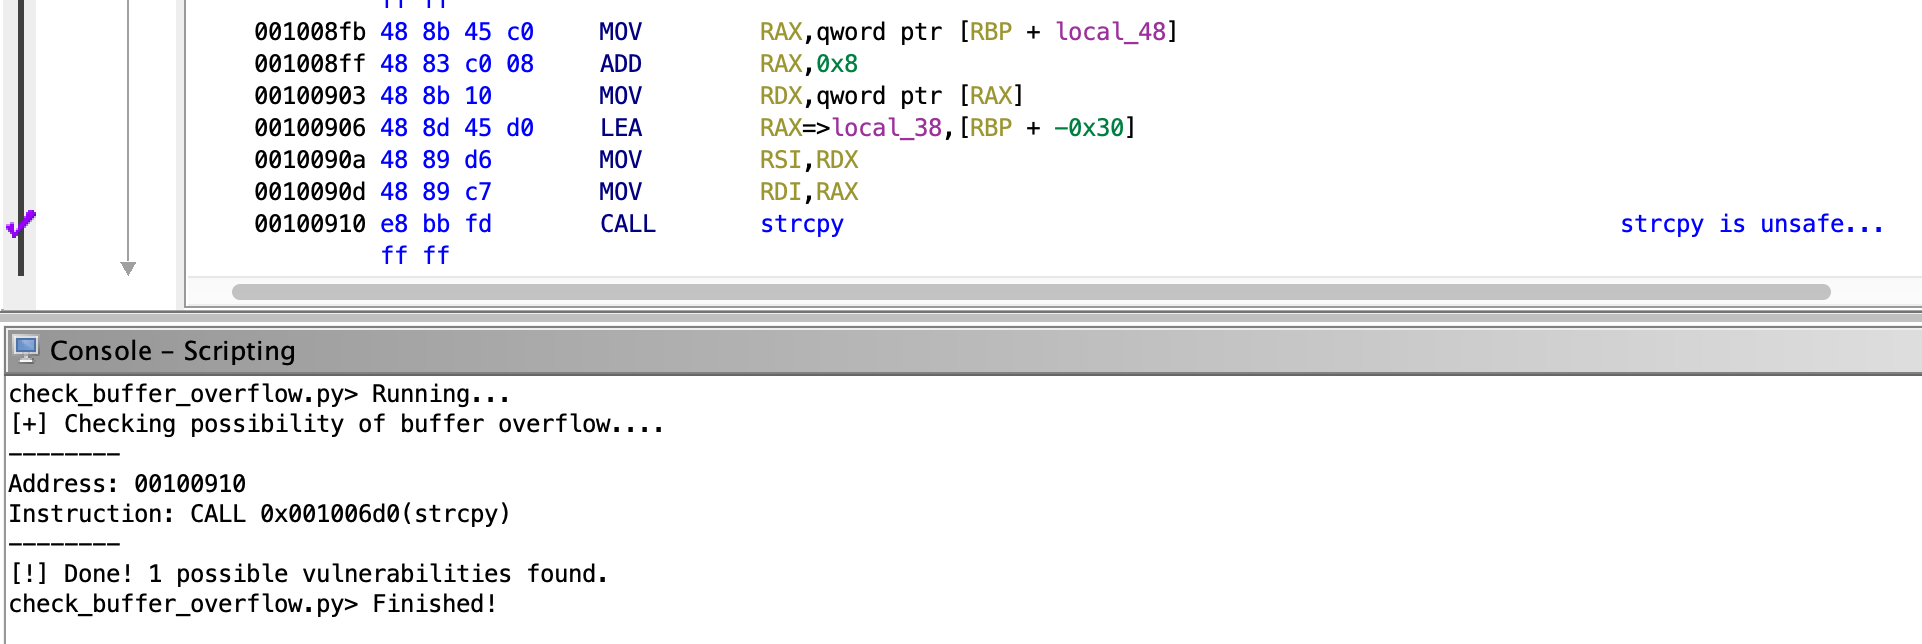 ff ff
001008fb 48 8b 45 c0 MOV RAX,qword ptr [RBP + local_48]
001008ff 48 83 c0 08 ADD RAX,0x8
00100903 48 8b 10 MOV RDX,qword ptr [RAX]
00100906 48 8d 45 d0 LEA RAX=>local_38,[RBP + -0x30]
0010090a 48 89 d6 MOV RSI,RDX
0010090d 48 89 c7 MOV RDI,RAX
00100910 e8 bb fd CALL strcpy strcpy is unsafe...
ff ff
Console - Scripting
check_buffer_overflow.py> Running...
[+] Checking possibility of buffer overflow....
--------
Address: 00100910
Instruction: CALL 0x001006d0(strcpy)
--------
[!] Done! 1 possible vulnerabilities found.
check_buffer_overflow.py> Finished!